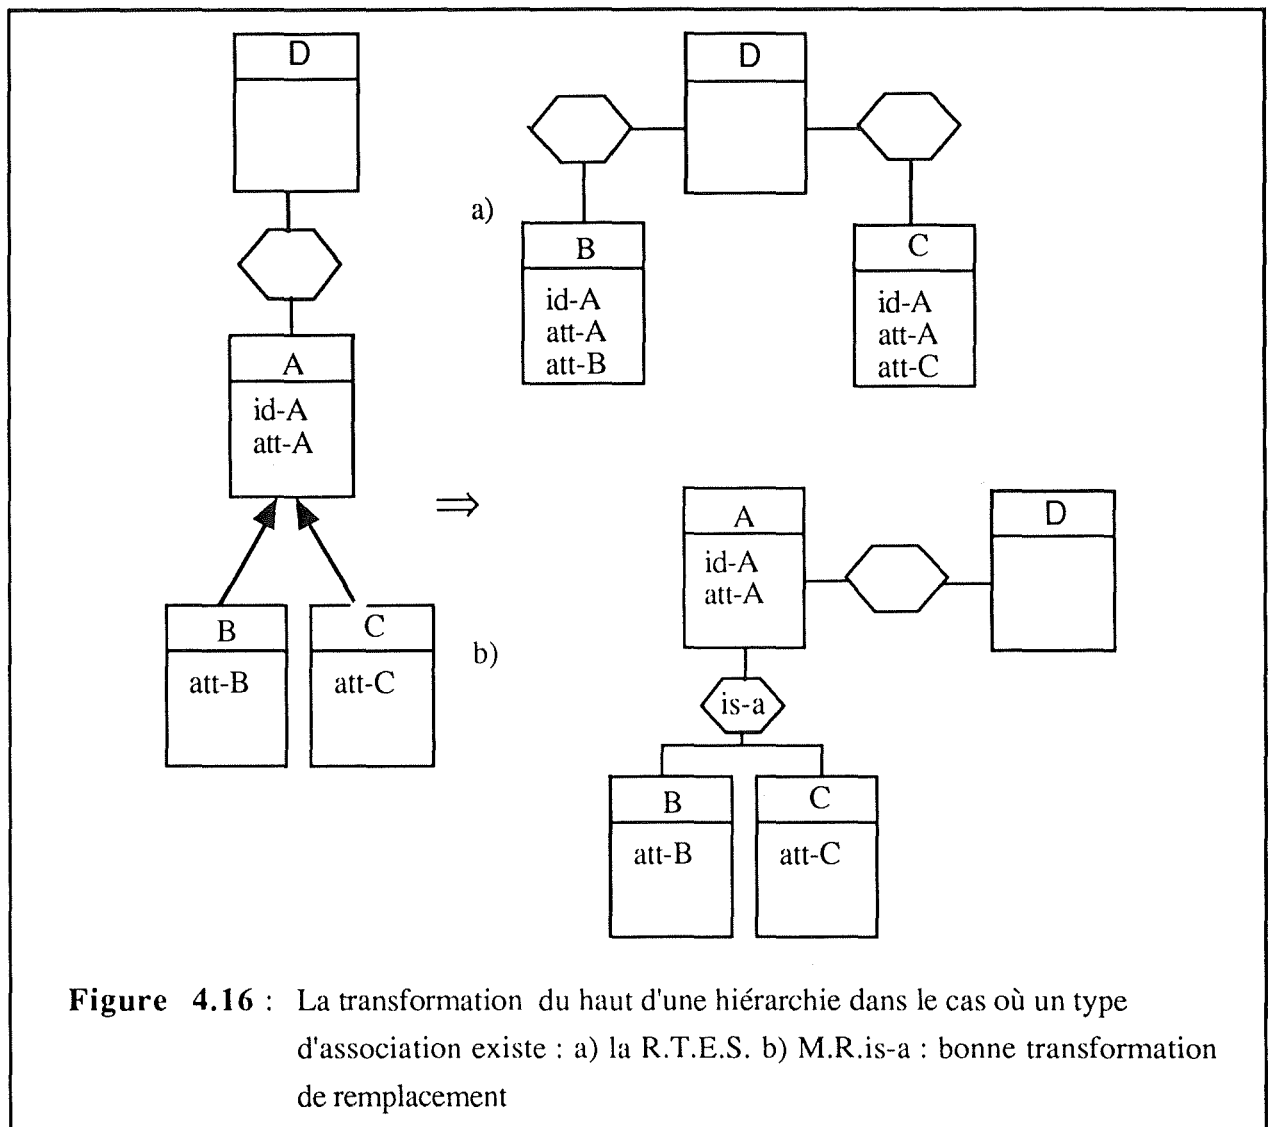 D
A
id-A
att-A
B
att-B
C
att-C
⇒
a)
D
B
id-A
att-A
att-B
C
id-A
att-A
att-C
b)
A
id-A
att-A
D
is-a
B
att-B
C
att-C
Figure 4.16 : La transformation du haut d'une hiérarchie dans le cas où un type
d'association existe : a) la R.T.E.S. b) M.R.is-a : bonne transformation
de remplacement